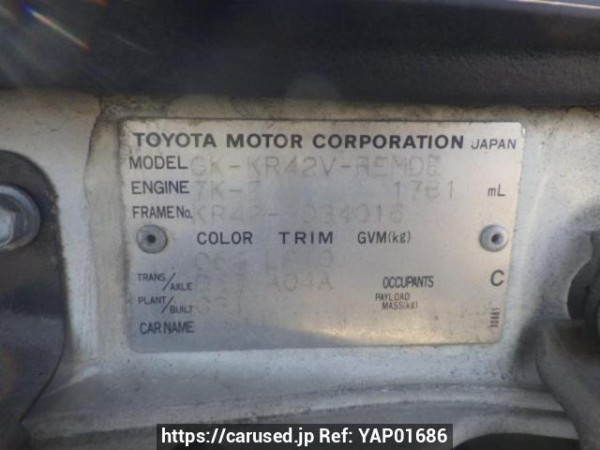 TOYOTA MOTOR CORPORATION JAPAN
MODEL GK-KR42V-REMDE
ENGINE 7K-E 1781 mL
FRAME No. KR42-
COLOR TRIM GVM(kg)
TRANS/AXLE A04A OCCUPANTS C
PLANT/BUILT PAYLOAD MASS(kg)
CAR NAME
https://carused.jp Ref: YAP01686